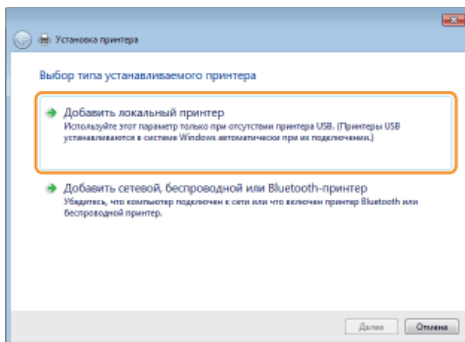 Установка принтера
Выбор типа устанавливаемого принтера
Добавить локальный принтер
Используйте этот параметр только при отсутствии принтера USB. (Принтеры USB
устанавливаются в системе Windows автоматически при их подключении.)
Добавить сетевой, беспроводной или Bluetooth-принтер
Убедитесь, что компьютер подключен к сети или что включен принтер Bluetooth или
беспроводной принтер.
Далее Отмена